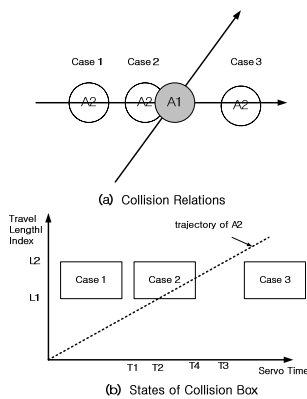 Case 1
Case 2
Case 3
A2
A2
A1
A2
(a) Collision Relations
Travel
Lengthl
Index
trajectory of A2
L2
Case 1
Case 2
Case 3
L1
T1
T2
T4
T3
Servo Time
(b) States of Collision Box